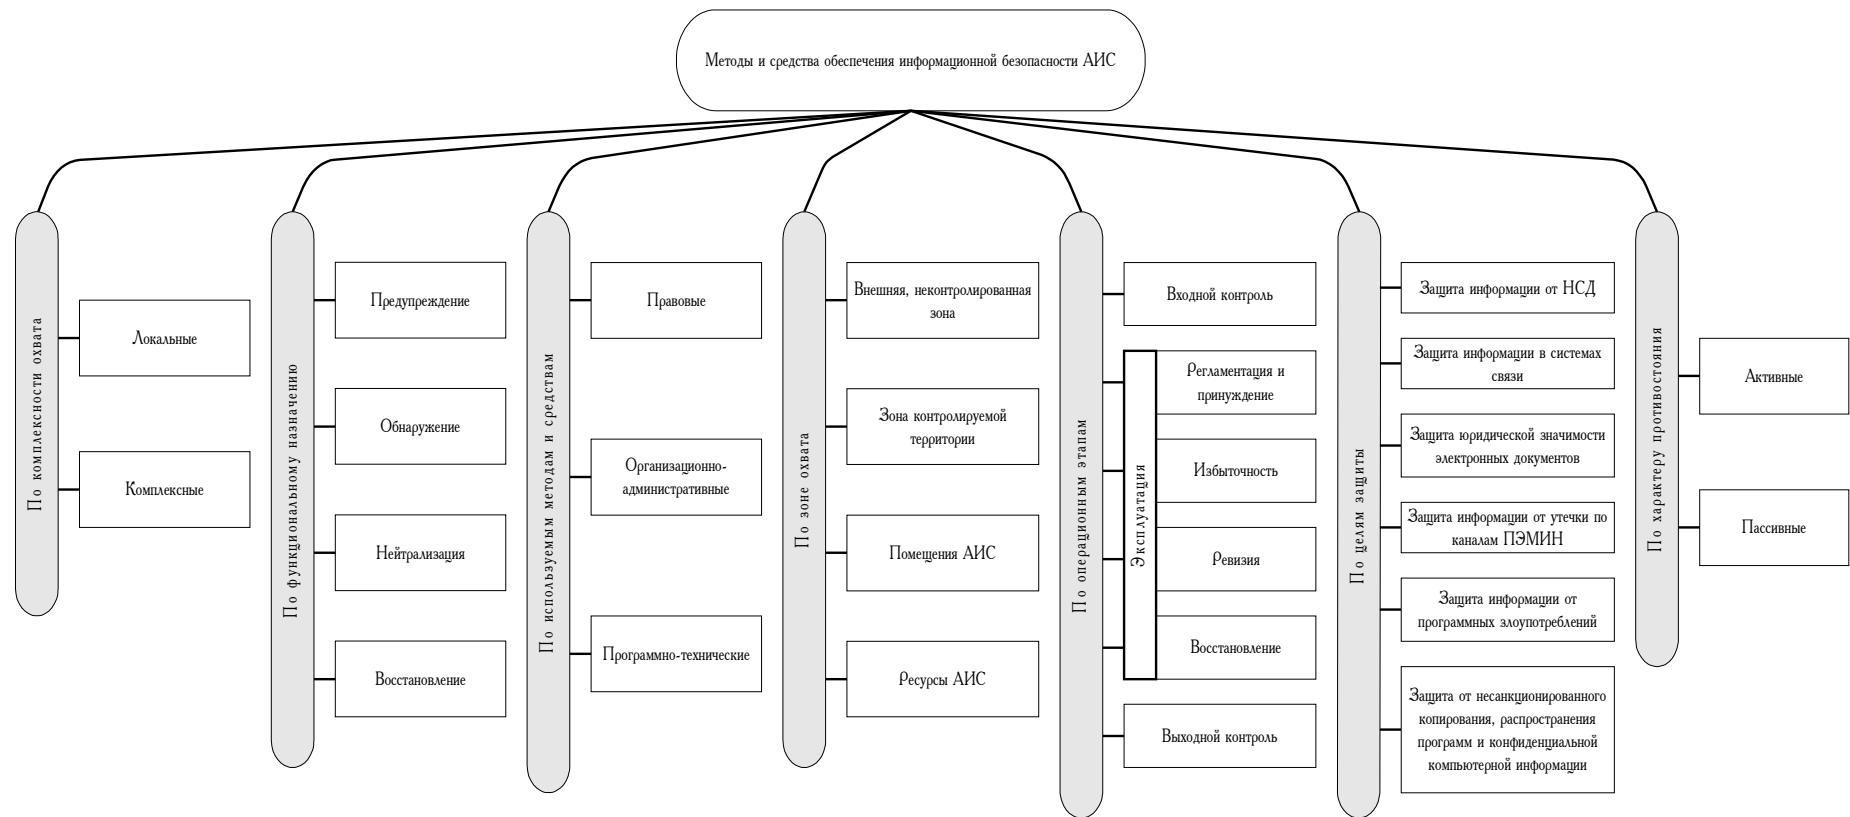 Методы и средства обеспечения информационной безопасности АИС
По комплексности охвата
Локальные
Комплексные
По функциональному назначению
Предупреждение
Обнаружение
Нейтрализация
Восстановление
По используемым методам и средствам
Правовые
Организационно-
административные
Программно-технические
По зоне охвата
Внешняя, неконтролированная
зона
Зона контролируемой
территории
Помещения АИС
Ресурсы АИС
По операционным этапам
Входной контроль
Эксплуатация
Регламентация и
принуждение
Избыточность
Ревизия
Восстановление
Выходной контроль
По целям защиты
Защита информации от НСД
Защита информации в системах
связи
Защита юридической значимости
электронных документов
Защита информации от утечки по
каналам ПЭМИН
Защита информации от
программных злоупотреблений
Защита от несанкционированного
копирования, распространения
программ и конфиденциальной
компьютерной информации
По характеру противостояния
Активные
Пассивные